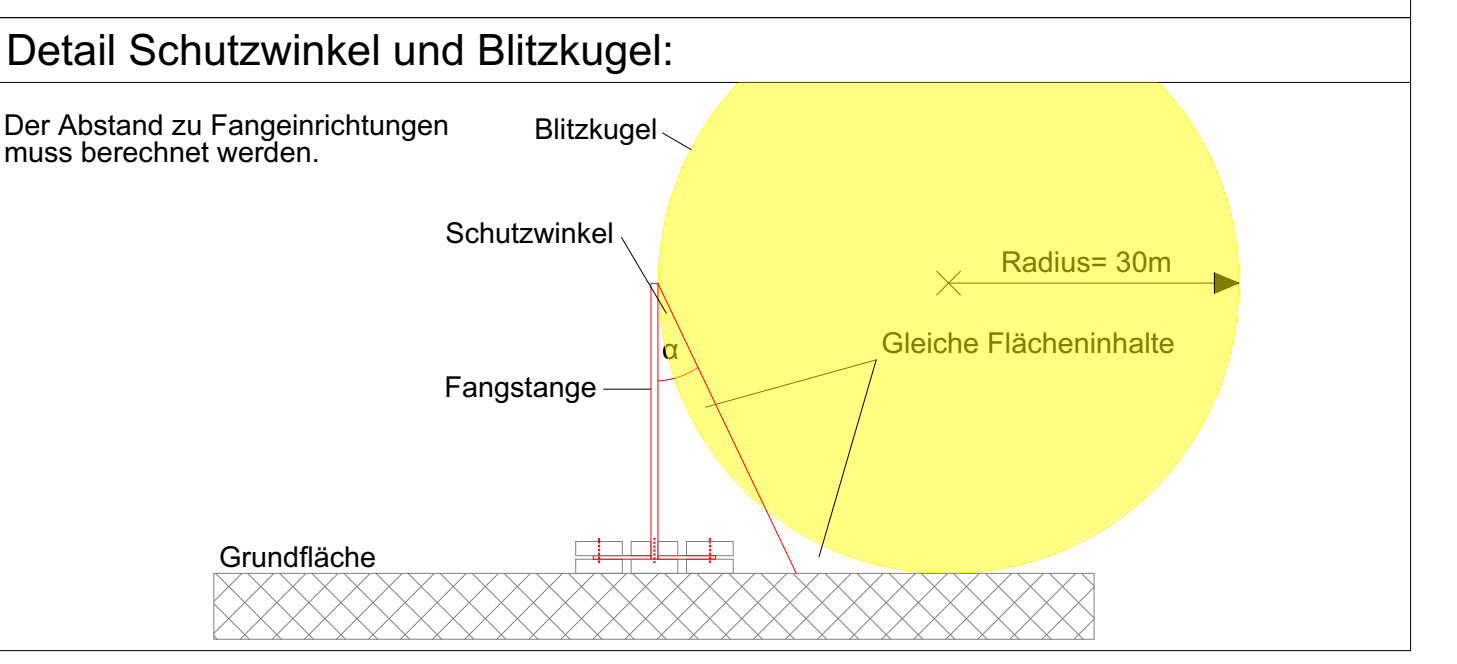 Detail Schutzwinkel und Blitzkugel:
Der Abstand zu Fangeinrichtungen
muss berechnet werden.
Blitzkugel
Schutzwinkel
Radius= 30m
Gleiche Flächeninhalte
α
Fangstange
Grundfläche